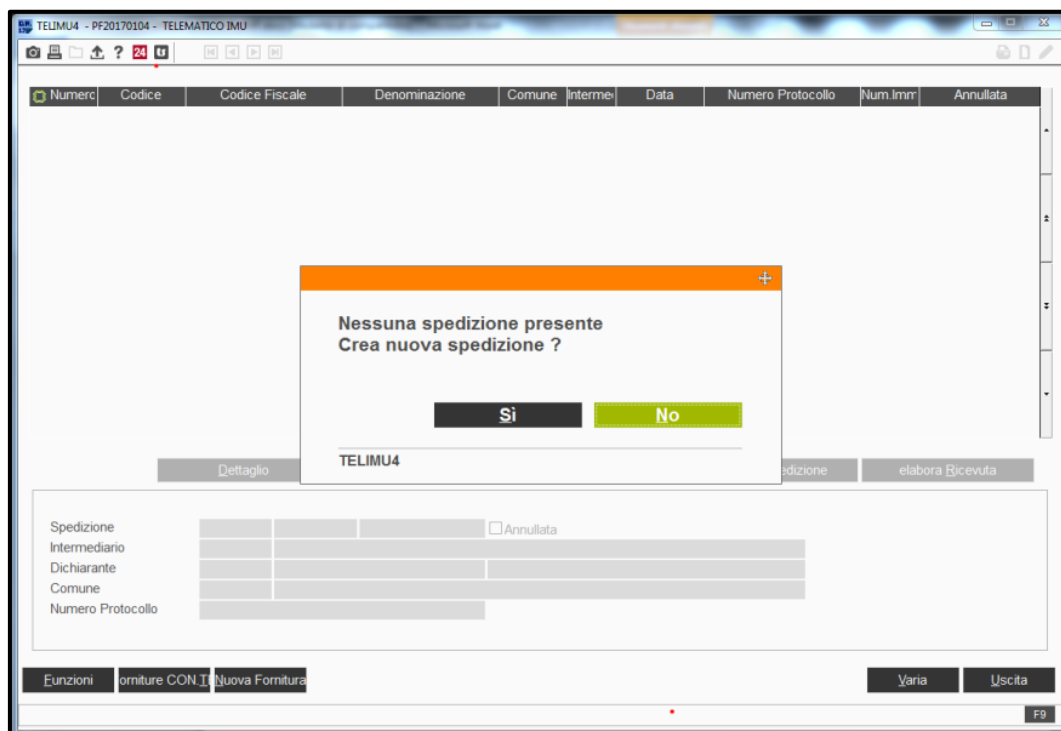 TELIMU4 - PF20170104 - TELEMATICO IMU
? 24
Numerc Codice Codice Fiscale Denominazione Comune Interme Data Numero Protocollo Num.Imm Annullata
Nessuna spedizione presente
Crea nuova spedizione ?
Sì No
TELIMU4
Dettaglio edizione elabora Ricevuta
Spedizione Annullata
Intermediario
Dichiarante
Comune
Numero Protocollo
Funzioni orniture CON.T Nuova Fornitura Varia Uscita
F9